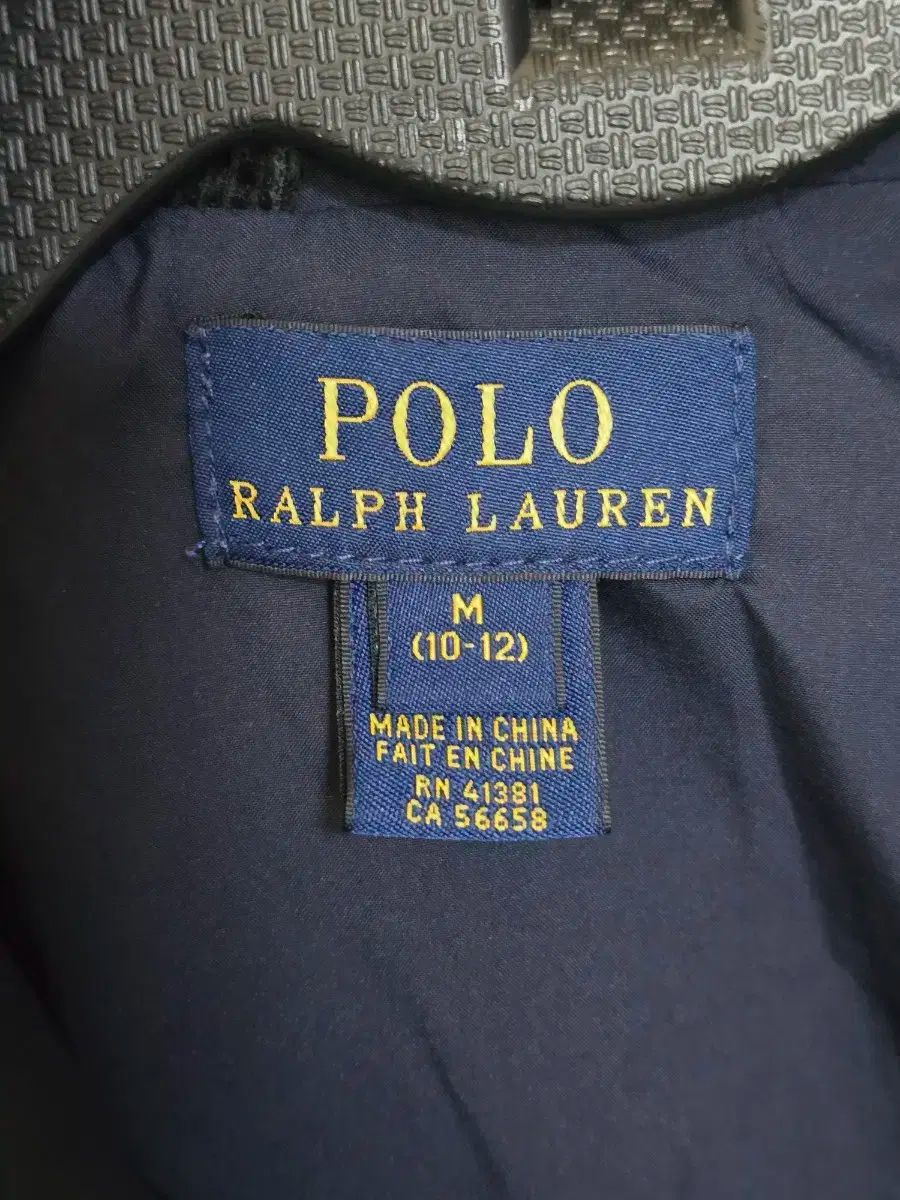 POLO
RALPH LAUREN
M
(10-12)
MADE IN CHINA
FAIT EN CHINE
RN 41381
CA 56658